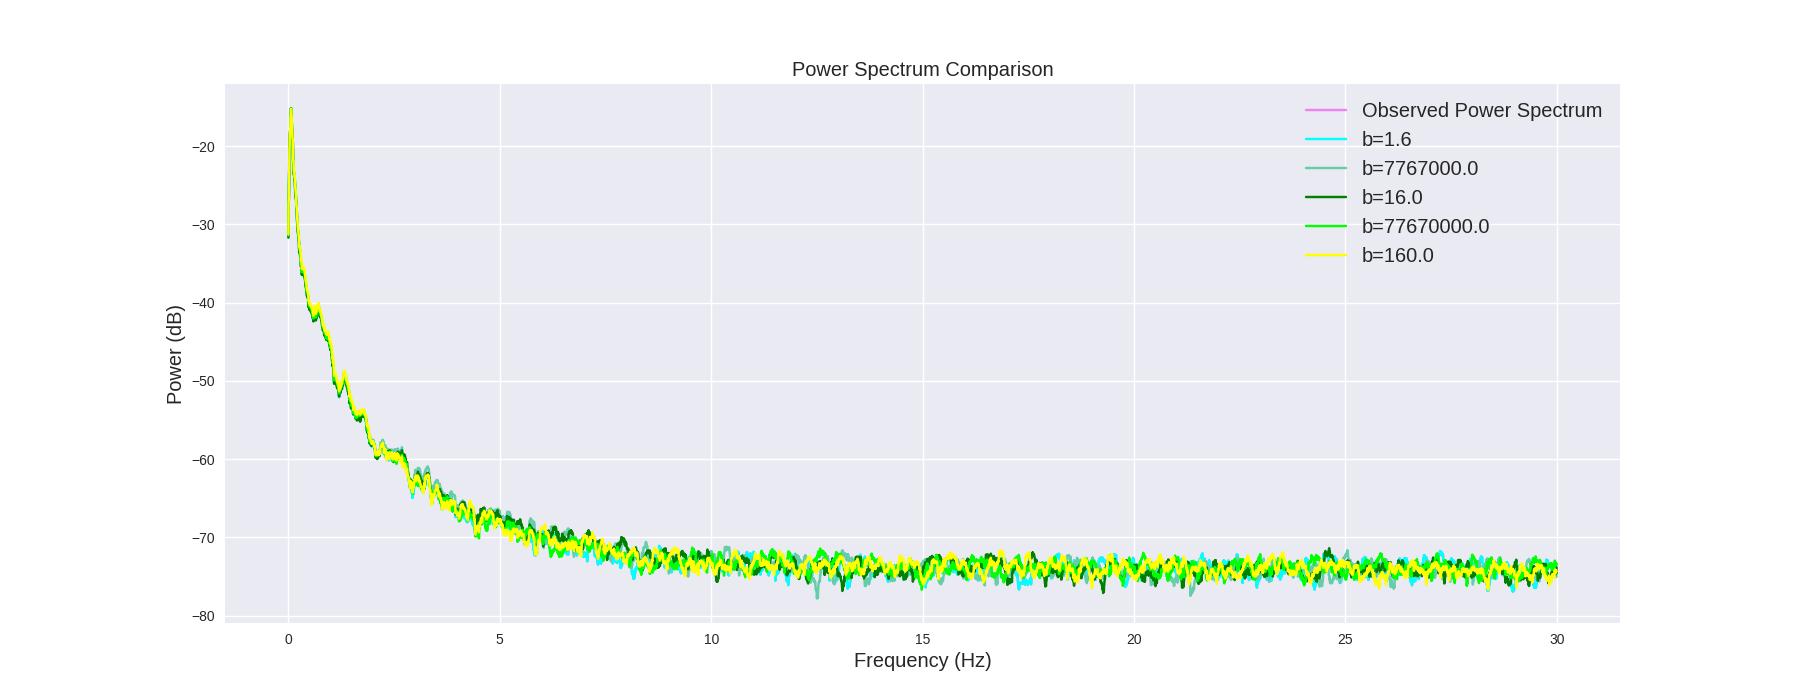 Power Spectrum Comparison
Observed Power Spectrum
b=1.6
b=7767000.0
b=16.0
b=77670000.0
b=160.0
Power (dB)
−20
−30
−40
−50
−60
−70
−80
0 5 10 15 20 25 30
Frequency (Hz)